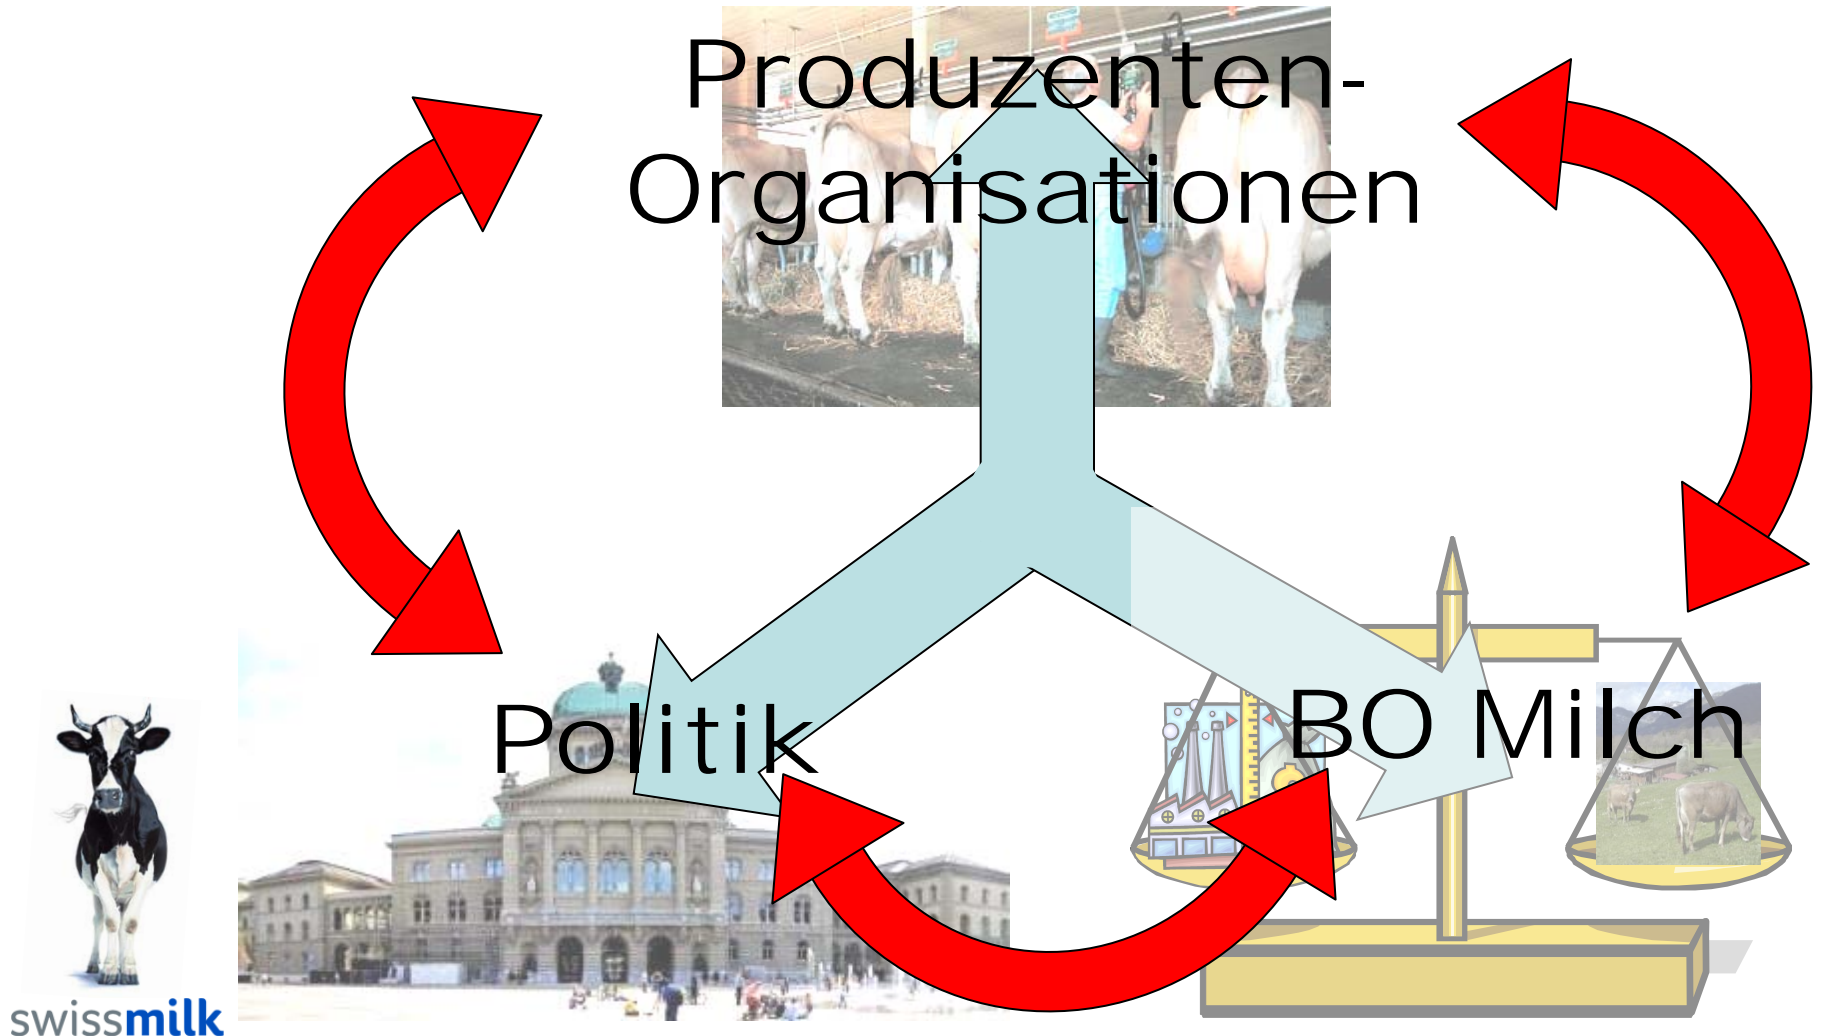 Produzenten-
Organisationen
Politik
BO Milch
swissmilk